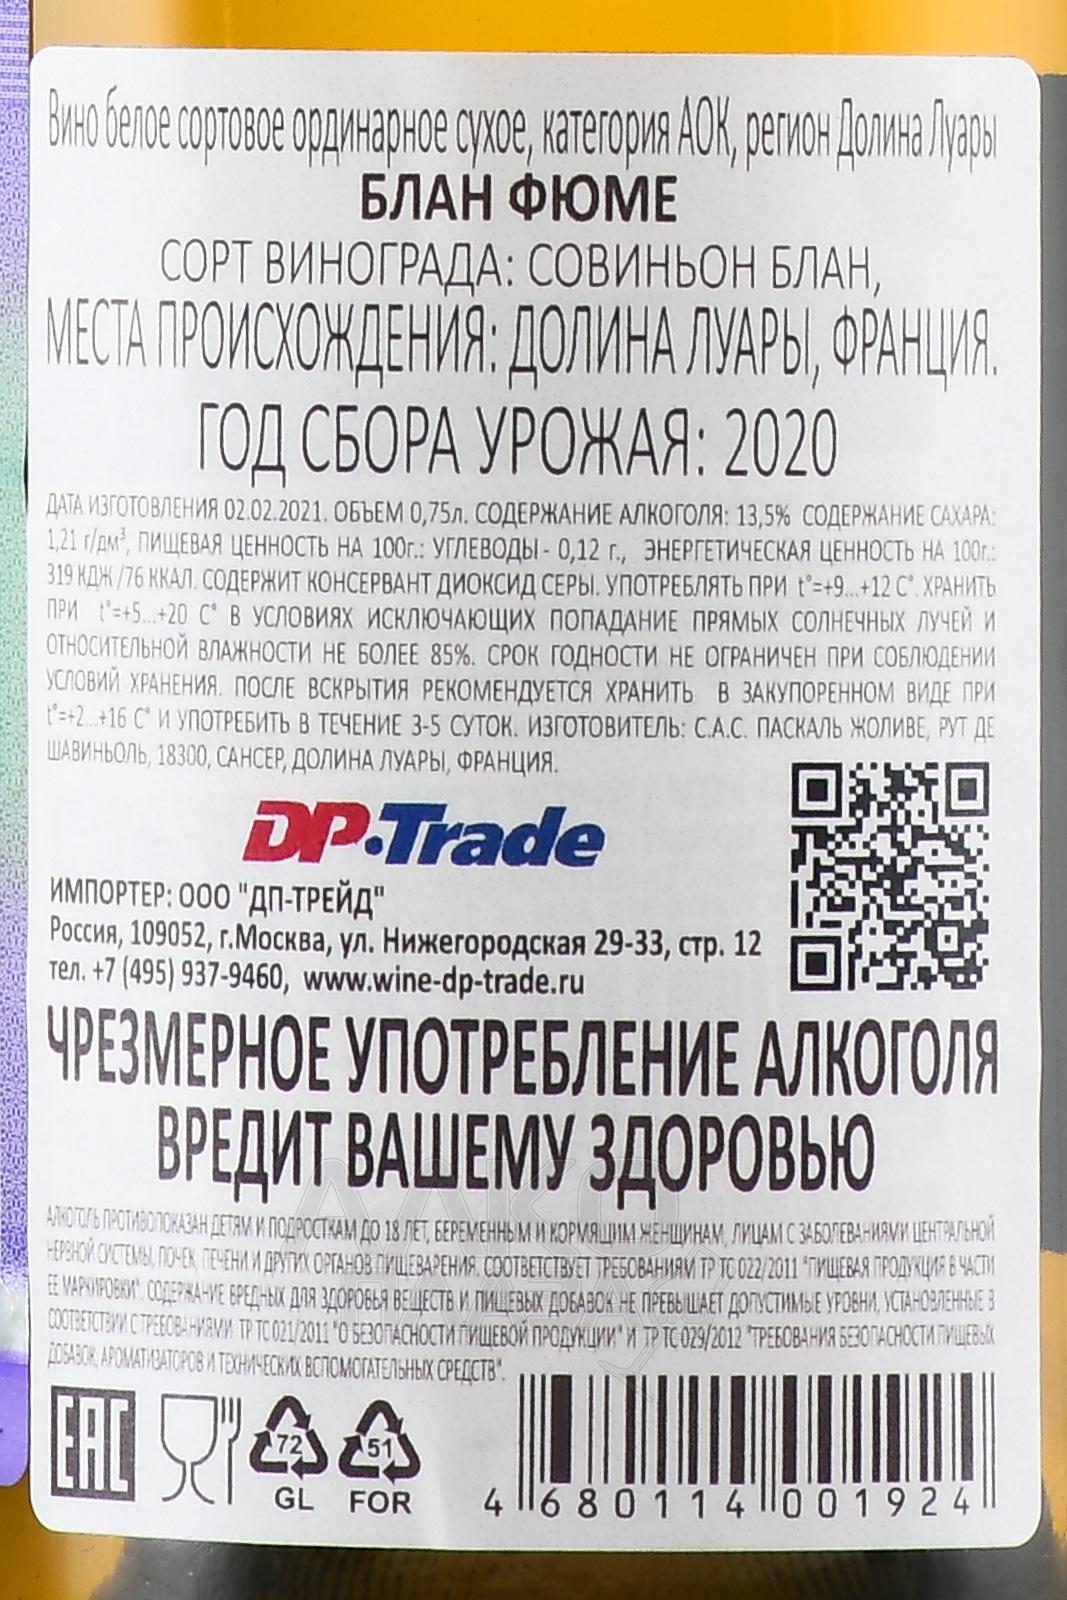 Вино белое сортовое ординарное сухое, категория АОК, регион Долина Луары
БЛАН ФЮМЕ
СОРТ ВИНОГРАДА: СОВИНЬОН БЛАН,
МЕСТА ПРОИСХОЖДЕНИЯ: ДОЛИНА ЛУАРЫ, ФРАНЦИЯ.
ГОД СБОРА УРОЖАЯ: 2020
ДАТА ИЗГОТОВЛЕНИЯ 02.02.2021. ОБЪЕМ 0,75л. СОДЕРЖАНИЕ АЛКОГОЛЯ: 13,5% СОДЕРЖАНИЕ САХАРА:
1,21 г/дм³, ПИЩЕВАЯ ЦЕННОСТЬ НА 100г.: УГЛЕВОДЫ - 0,12 г., ЭНЕРГЕТИЧЕСКАЯ ЦЕННОСТЬ НА 100г.:
319 КДЖ /76 ККАЛ. СОДЕРЖИТ КОНСЕРВАНТ ДИОКСИД СЕРЫ. УПОТРЕБЛЯТЬ ПРИ t°=+9...+12 С°. ХРАНИТЬ
ПРИ t°=+5...+20 С° В УСЛОВИЯХ ИСКЛЮЧАЮЩИХ ПОПАДАНИЕ ПРЯМЫХ СОЛНЕЧНЫХ ЛУЧЕЙ И
ОТНОСИТЕЛЬНОЙ ВЛАЖНОСТИ НЕ БОЛЕЕ 85%. СРОК ГОДНОСТИ НЕ ОГРАНИЧЕН ПРИ СОБЛЮДЕНИИ
УСЛОВИЙ ХРАНЕНИЯ. ПОСЛЕ ВСКРЫТИЯ РЕКОМЕНДУЕТСЯ ХРАНИТЬ В ЗАКУПОРЕННОМ ВИДЕ ПРИ
t°=+2...+16 С° И УПОТРЕБИТЬ В ТЕЧЕНИЕ 3-5 СУТОК. ИЗГОТОВИТЕЛЬ: С.А.С. ПАСКАЛЬ ЖОЛИВЕ, РУТ ДЕ
ШАВИНЬОЛЬ, 18300, САНСЕР, ДОЛИНА ЛУАРЫ, ФРАНЦИЯ.
DP·Trade
ИМПОРТЕР: ООО "ДП-ТРЕЙД"
Россия, 109052, г.Москва, ул. Нижегородская 29-33, стр. 12
тел. +7 (495) 937-9460, www.wine-dp-trade.ru
ЧРЕЗМЕРНОЕ УПОТРЕБЛЕНИЕ АЛКОГОЛЯ
ВРЕДИТ ВАШЕМУ ЗДОРОВЬЮ
АЛКОГОЛЬ ПРОТИВОПОКАЗАН ДЕТЯМ И ПОДРОСТКАМ ДО 18 ЛЕТ, БЕРЕМЕННЫМ И КОРМЯЩИМ ЖЕНЩИНАМ, ЛИЦАМ С ЗАБОЛЕВАНИЯМИ ЦЕНТРАЛЬНОЙ
НЕРВНОЙ СИСТЕМЫ, ПОЧЕК, ПЕЧЕНИ И ДРУГИХ ОРГАНОВ ПИЩЕВАРЕНИЯ. СООТВЕТСТВУЕТ ТРЕБОВАНИЯМ ТР ТС 022/2011 "ПИЩЕВАЯ ПРОДУКЦИЯ В ЧАСТИ
ЕЕ МАРКИРОВКИ". СОДЕРЖАНИЕ ВРЕДНЫХ ДЛЯ ЗДОРОВЬЯ ВЕЩЕСТВ И ПИЩЕВЫХ ДОБАВОК НЕ ПРЕВЫШАЕТ ДОПУСТИМЫЕ УРОВНИ, УСТАНОВЛЕННЫЕ В
СООТВЕТСТВИИ С ТРЕБОВАНИЯМИ ТР ТС 021/2011 "О БЕЗОПАСНОСТИ ПИЩЕВОЙ ПРОДУКЦИИ" И ТР ТС 029/2012 "ТРЕБОВАНИЯ БЕЗОПАСНОСТИ ПИЩЕВЫХ
ДОБАВОК, АРОМАТИЗАТОРОВ И ТЕХНИЧЕСКИХ ВСПОМОГАТЕЛЬНЫХ СРЕДСТВ".
EAC
72
GL
51
FOR
4 680114 001924